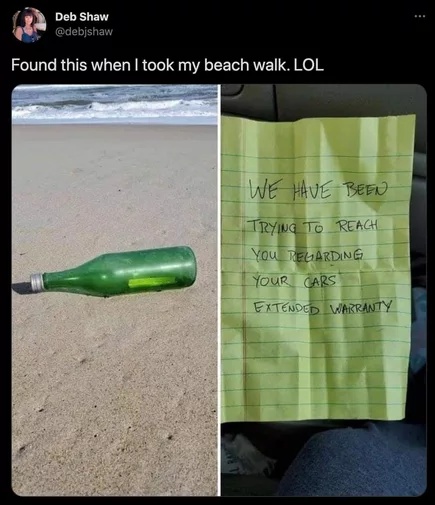 Deb Shaw
@debjshaw
Found this when I took my beach walk. LOL
WE HAVE BEEN
TRYING TO REACH
YOU REGARDING
YOUR CARS
EXTENDED WARRANTY